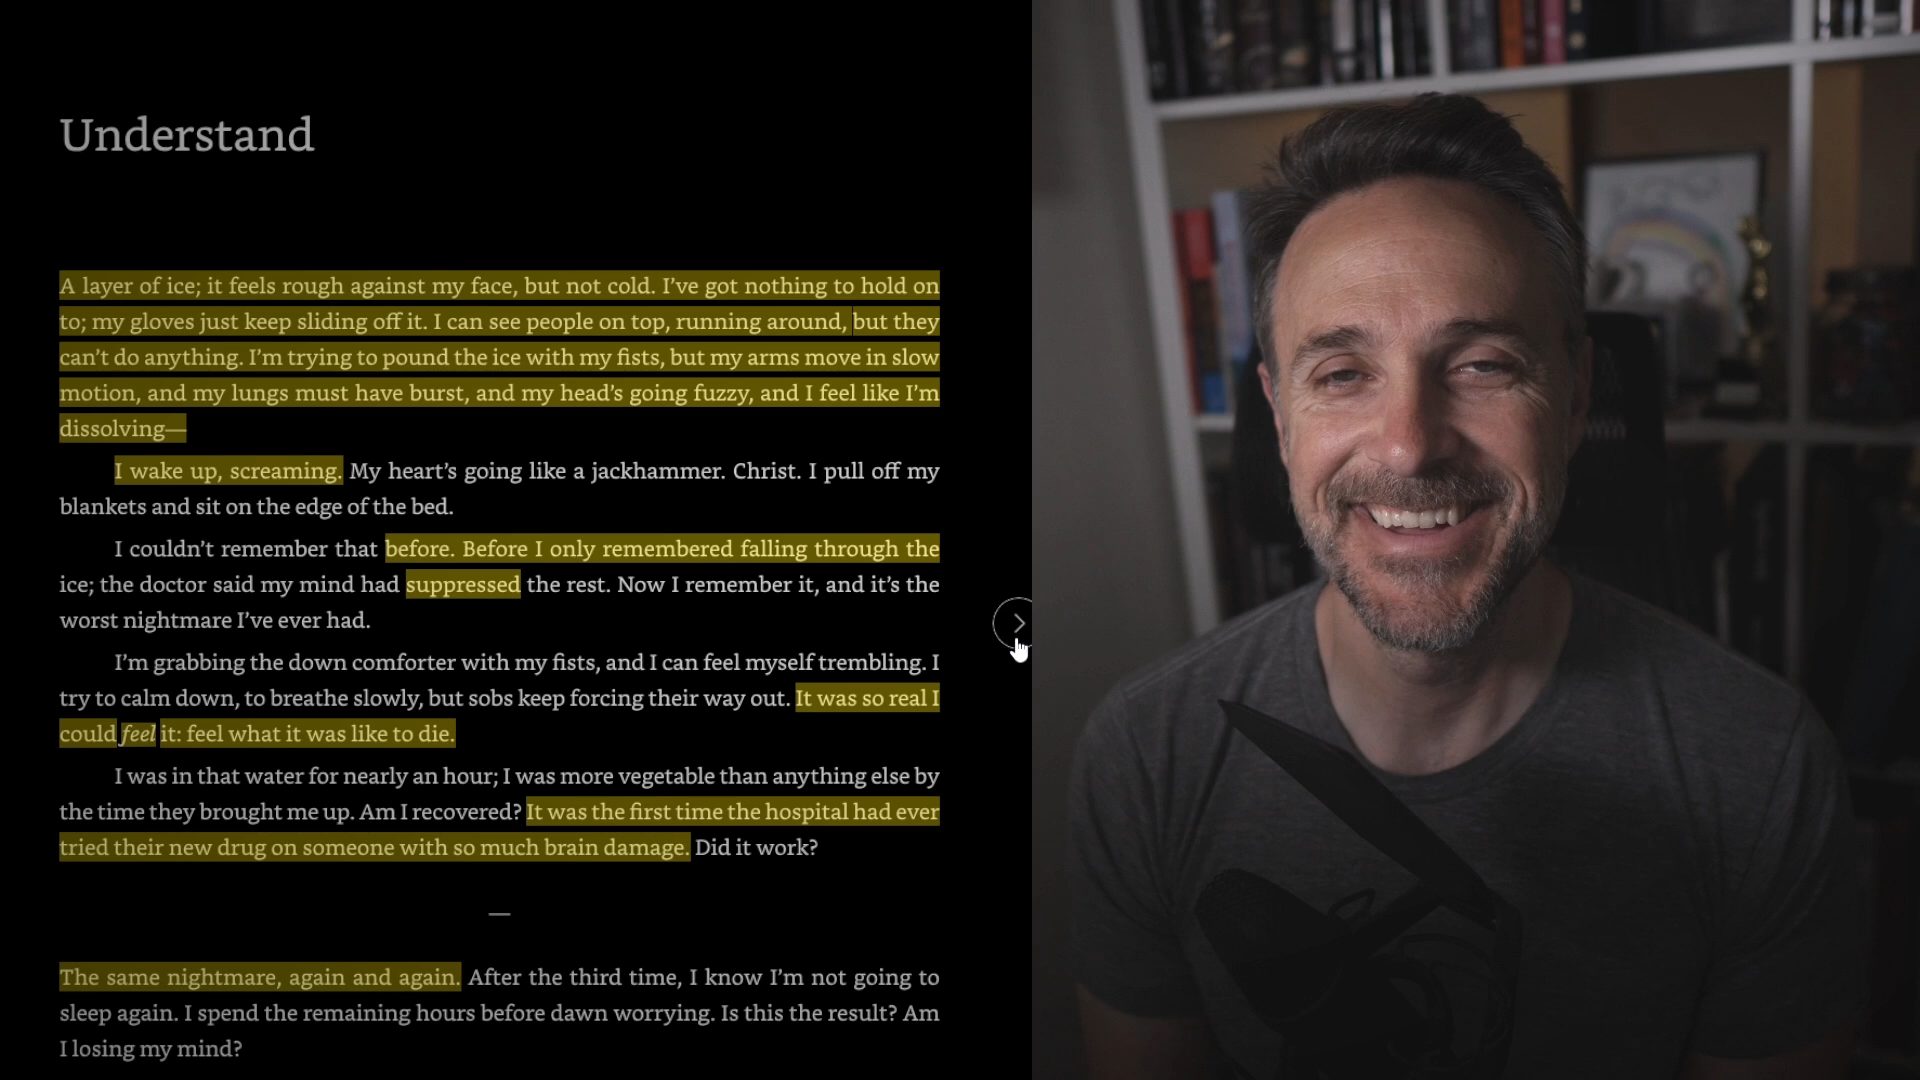 Understand
A layer of ice; it feels rough against my face, but not cold. I’ve got nothing to hold on
to; my gloves just keep sliding off it. I can see people on top, running around, but they
can’t do anything. I’m trying to pound the ice with my fists, but my arms move in slow
motion, and my lungs must have burst, and my head’s going fuzzy, and I feel like I’m
dissolving—
I wake up, screaming. My heart’s going like a jackhammer. Christ. I pull off my
blankets and sit on the edge of the bed.
I couldn’t remember that before. Before I only remembered falling through the
ice; the doctor said my mind had suppressed the rest. Now I remember it, and it’s the
worst nightmare I’ve ever had.
I’m grabbing the down comforter with my fists, and I can feel myself trembling. I
try to calm down, to breathe slowly, but sobs keep forcing their way out. It was so real I
could feel it: feel what it was like to die.
I was in that water for nearly an hour; I was more vegetable than anything else by
the time they brought me up. Am I recovered? It was the first time the hospital had ever
tried their new drug on someone with so much brain damage. Did it work?
—
The same nightmare, again and again. After the third time, I know I’m not going to
sleep again. I spend the remaining hours before dawn worrying. Is this the result? Am
I losing my mind?